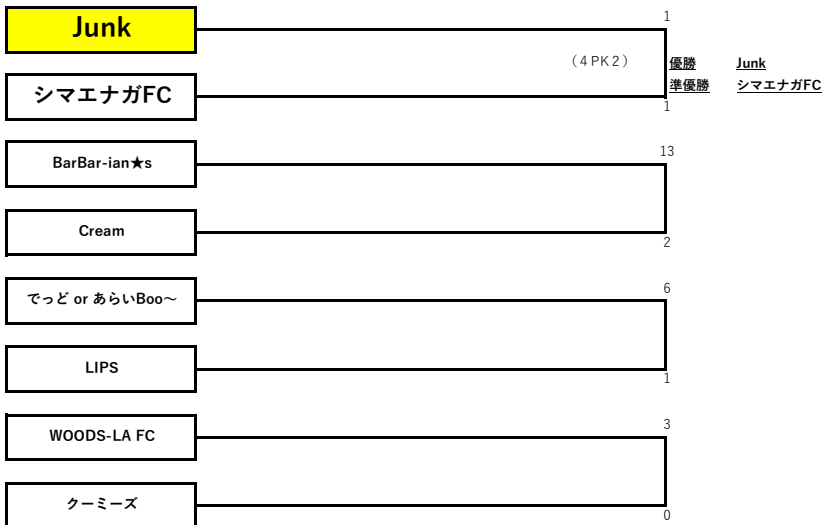 Junk
1
（４PK２）
優勝 Junk
シマエナガFC
準優勝 シマエナガFC
1
BarBar-ian★s
13
Cream
2
でっど or あらいBoo～
6
LIPS
1
WOODS-LA FC
3
クーミーズ
0